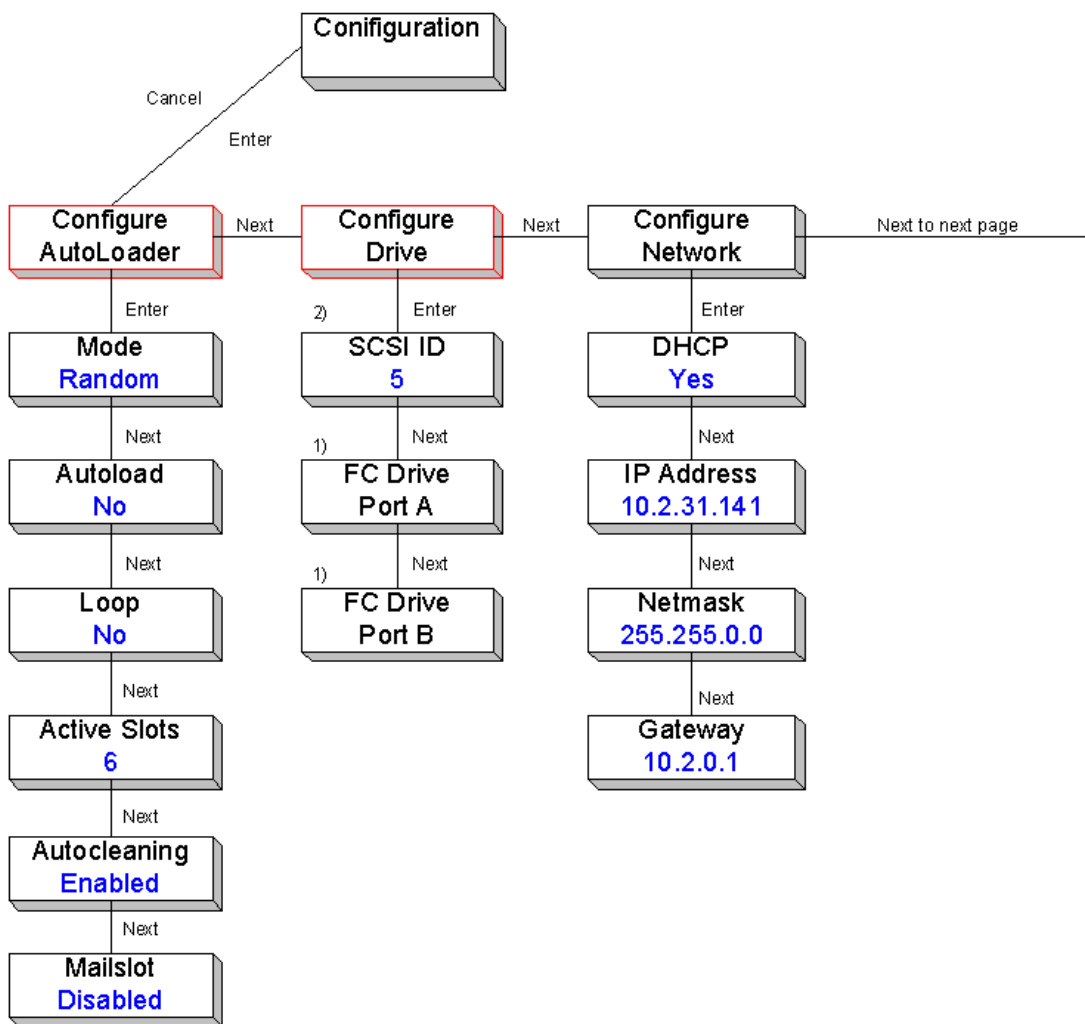 Conifiguration
Cancel
Enter
Configure
AutoLoader
Next
Configure
Drive
Next
Configure
Network
Next to next page
Enter
2)
Enter
Enter
Mode
Random
SCSI ID
5
DHCP
Yes
Next
1)
Next
Next
Autoload
No
FC Drive
Port A
IP Address
10.2.31.141
Next
1)
Next
Next
Loop
No
FC Drive
Port B
Netmask
255.255.0.0
Next
Next
Active Slots
6
Gateway
10.2.0.1
Next
Autocleaning
Enabled
Next
Mailslot
Disabled